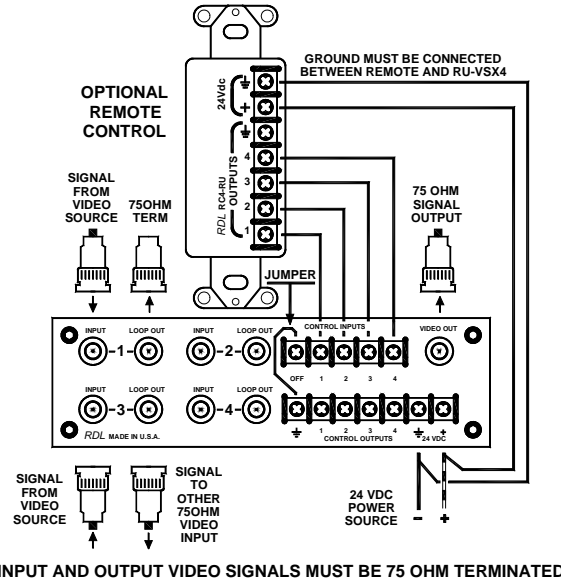 GROUND MUST BE CONNECTED
BETWEEN REMOTE AND RU-VSX4
OPTIONAL
REMOTE
CONTROL
24Vdc
+
OUTPUTS
4
3
2
1
RDL RC4-RU
SIGNAL
FROM
VIDEO
SOURCE
75OHM
TERM
75 OHM
SIGNAL
OUTPUT
JUMPER
INPUT LOOP OUT INPUT LOOP OUT CONTROL INPUTS VIDEO OUT
-1- -2-
OFF 1 2 3 4
INPUT LOOP OUT INPUT LOOP OUT
-3- -4-
1 2 3 4 +
CONTROL OUTPUTS 24 VDC
RDL MADE IN U.S.A.
SIGNAL
FROM
VIDEO
SOURCE
SIGNAL
TO
OTHER
75OHM
VIDEO
INPUT
24 VDC
POWER
SOURCE
- +
INPUT AND OUTPUT VIDEO SIGNALS MUST BE 75 OHM TERMINATED